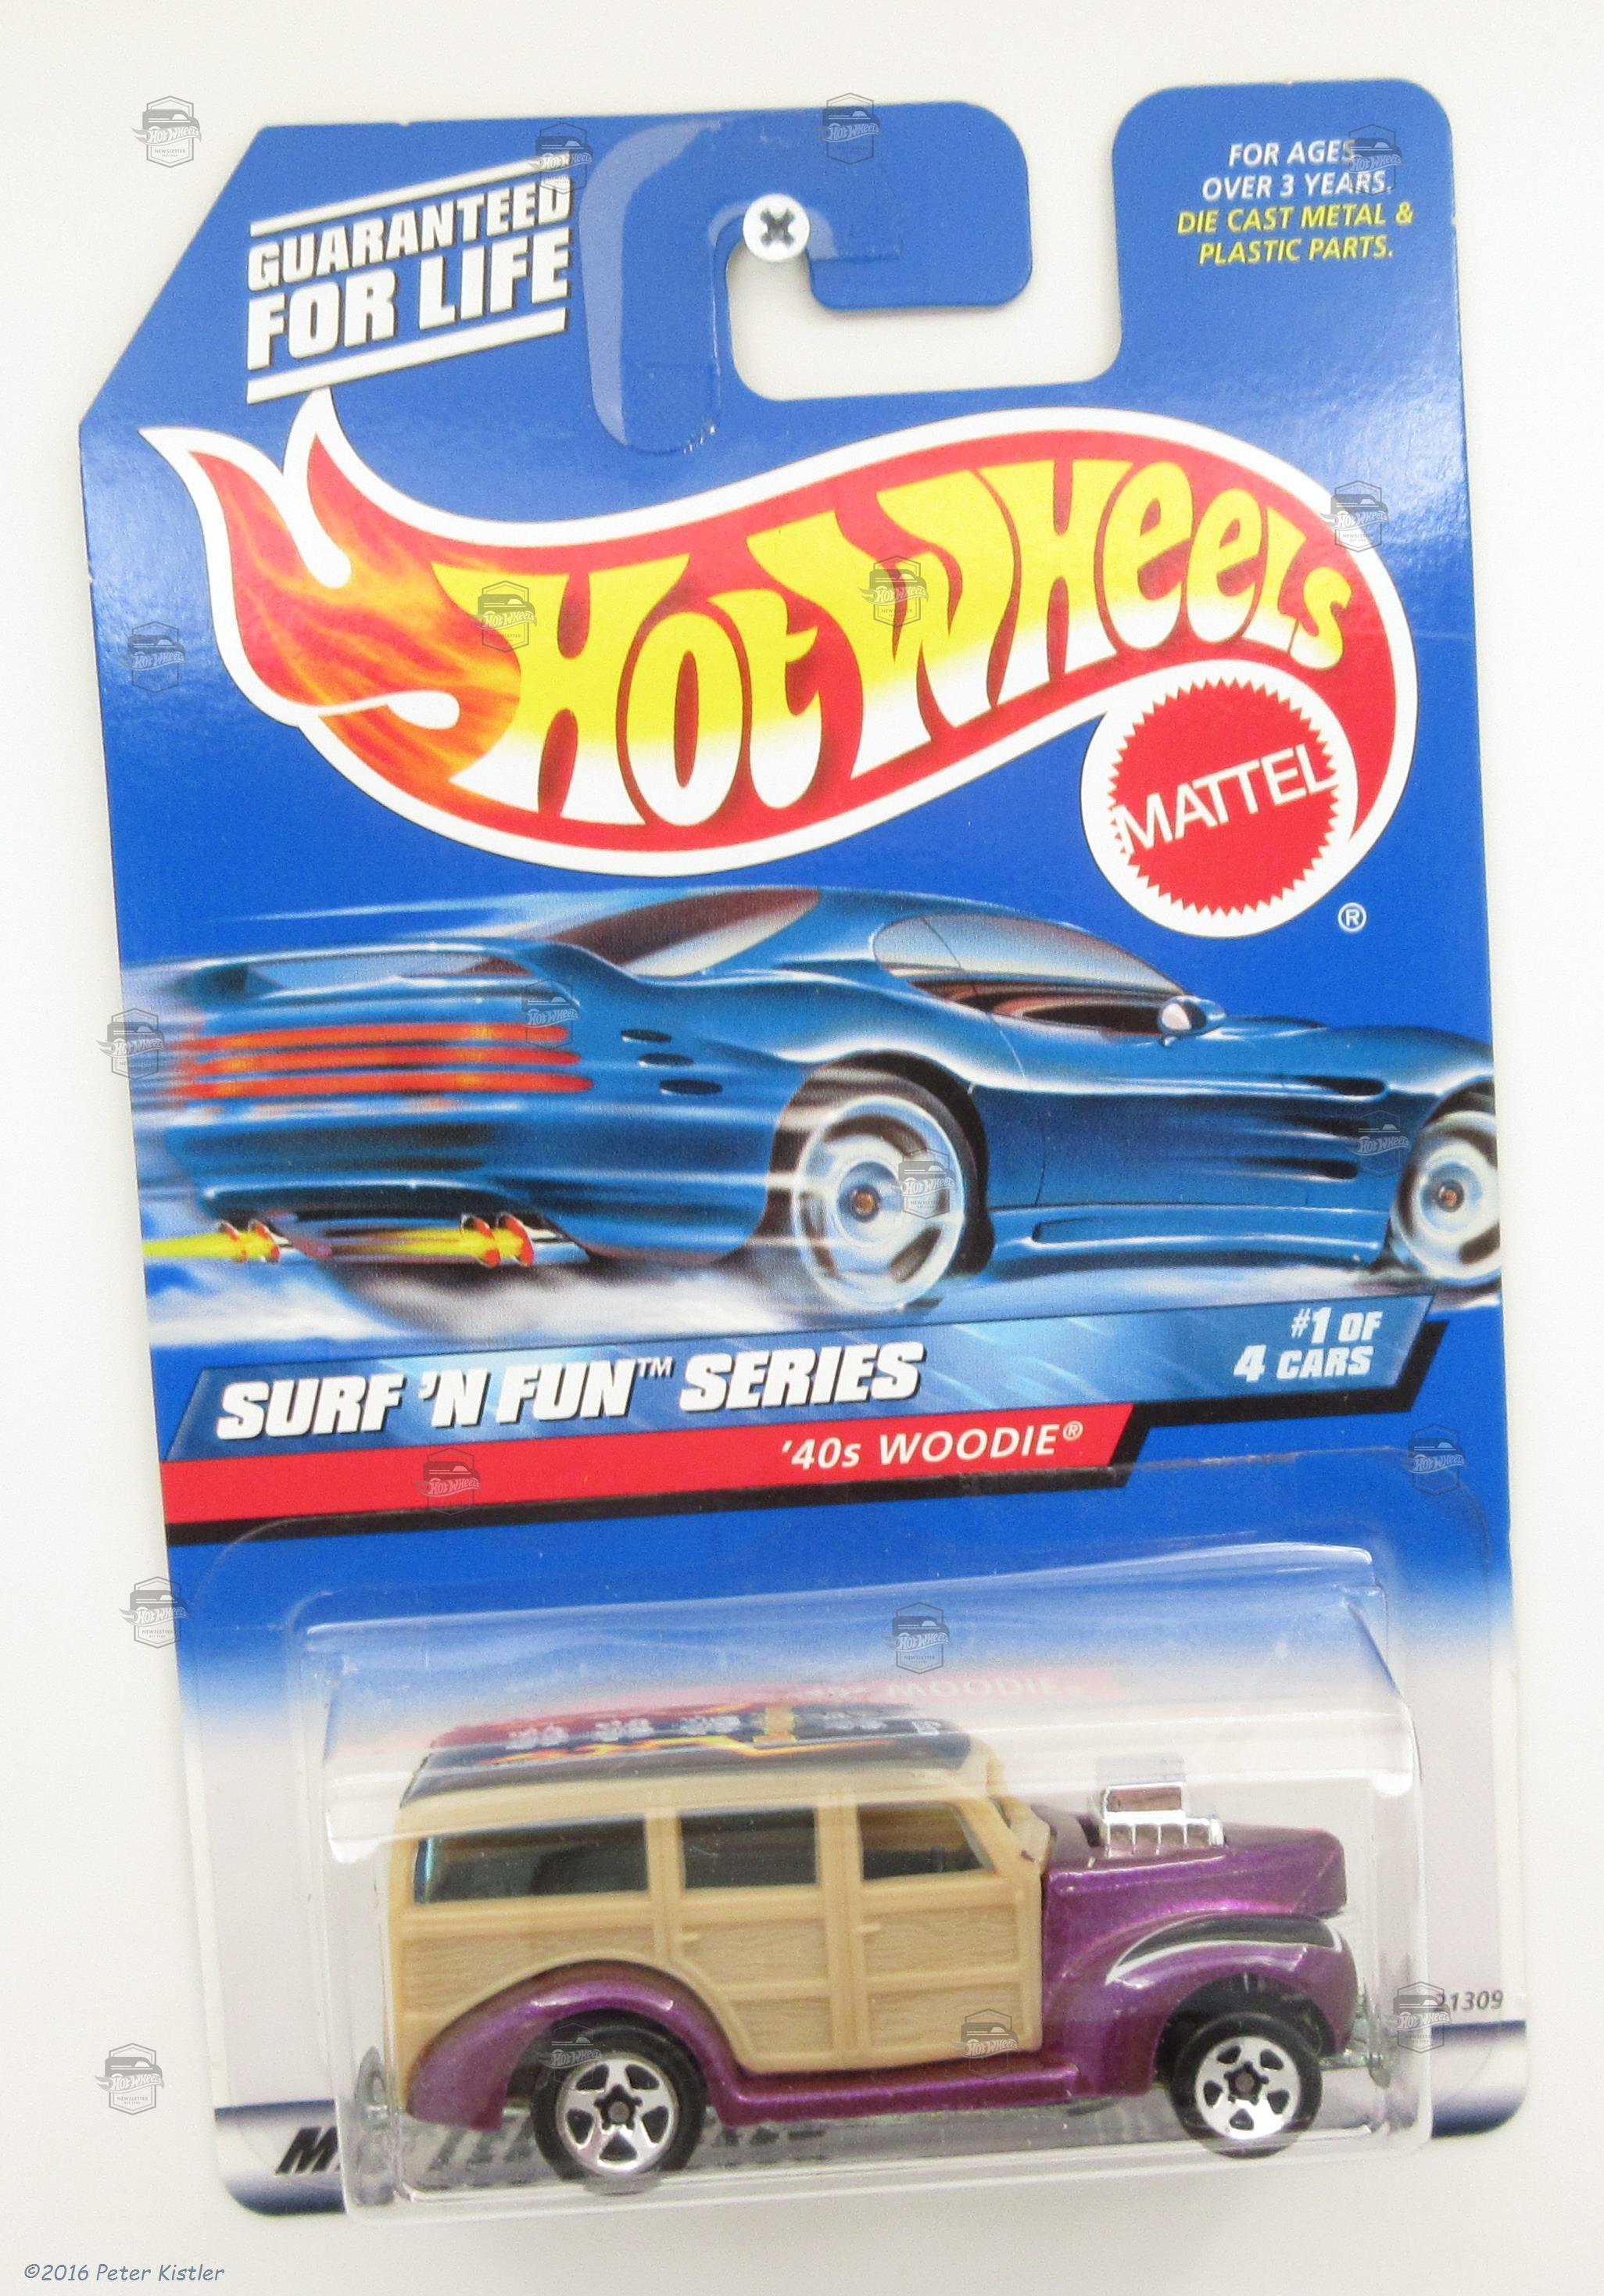 GUARANTEED
FOR LIFE
FOR AGES
OVER 3 YEARS.
DIE CAST METAL &
PLASTIC PARTS.
HOT WHEELS
MATTEL
®
SURF 'N FUN™ SERIES
#1 OF
4 CARS
'40s WOODIE®
1309
©2016 Peter Kistler